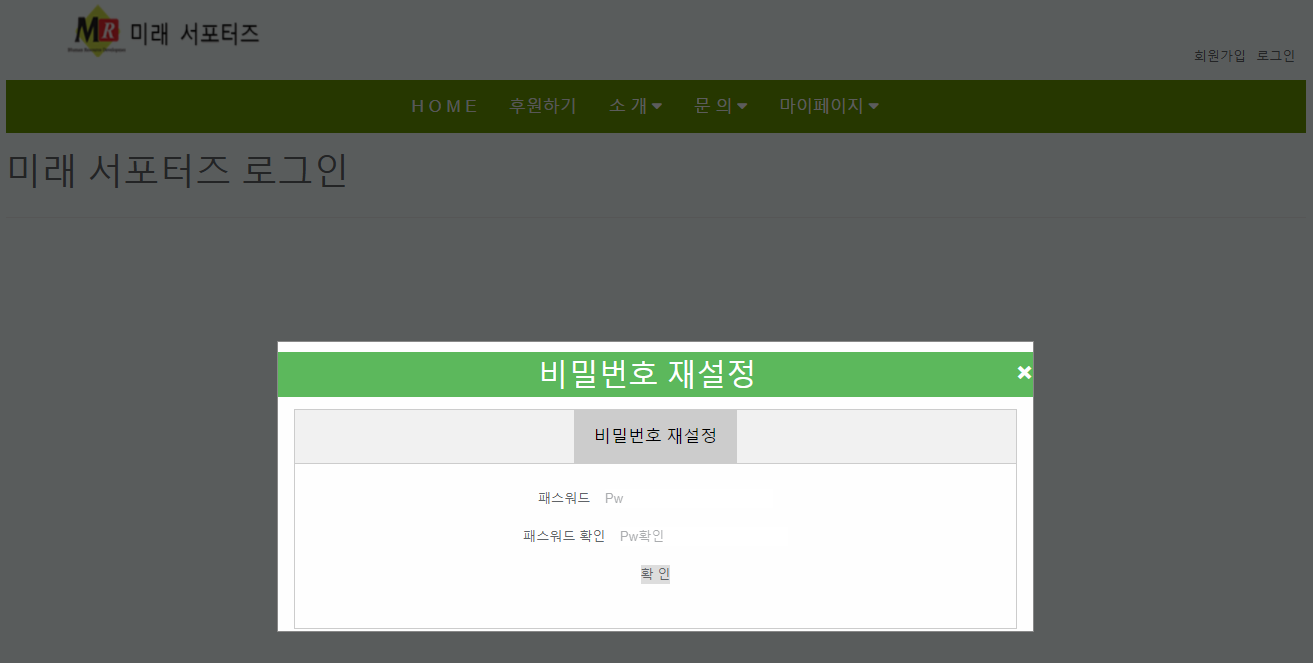 MR 미래 서포터즈
회원가입 로그인
H O M E 후원하기 소 개 문 의 마이페이지
미래 서포터즈 로그인
비밀번호 재설정 ×
비밀번호 재설정
패스워드 Pw
패스워드 확인 Pw확인
확 인